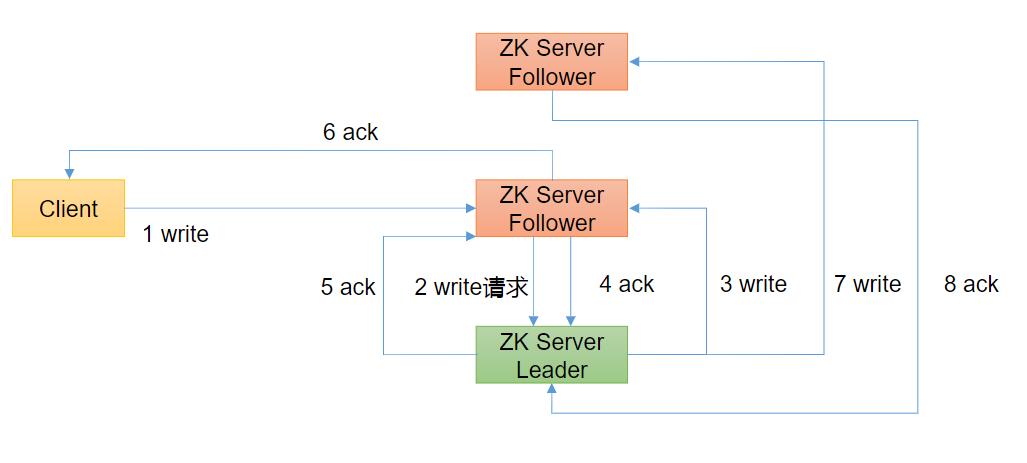 ZK Server
Follower
6 ack
Client
ZK Server
Follower
1 write
5 ack
2 write请求
4 ack
3 write
7 write
8 ack
ZK Server
Leader